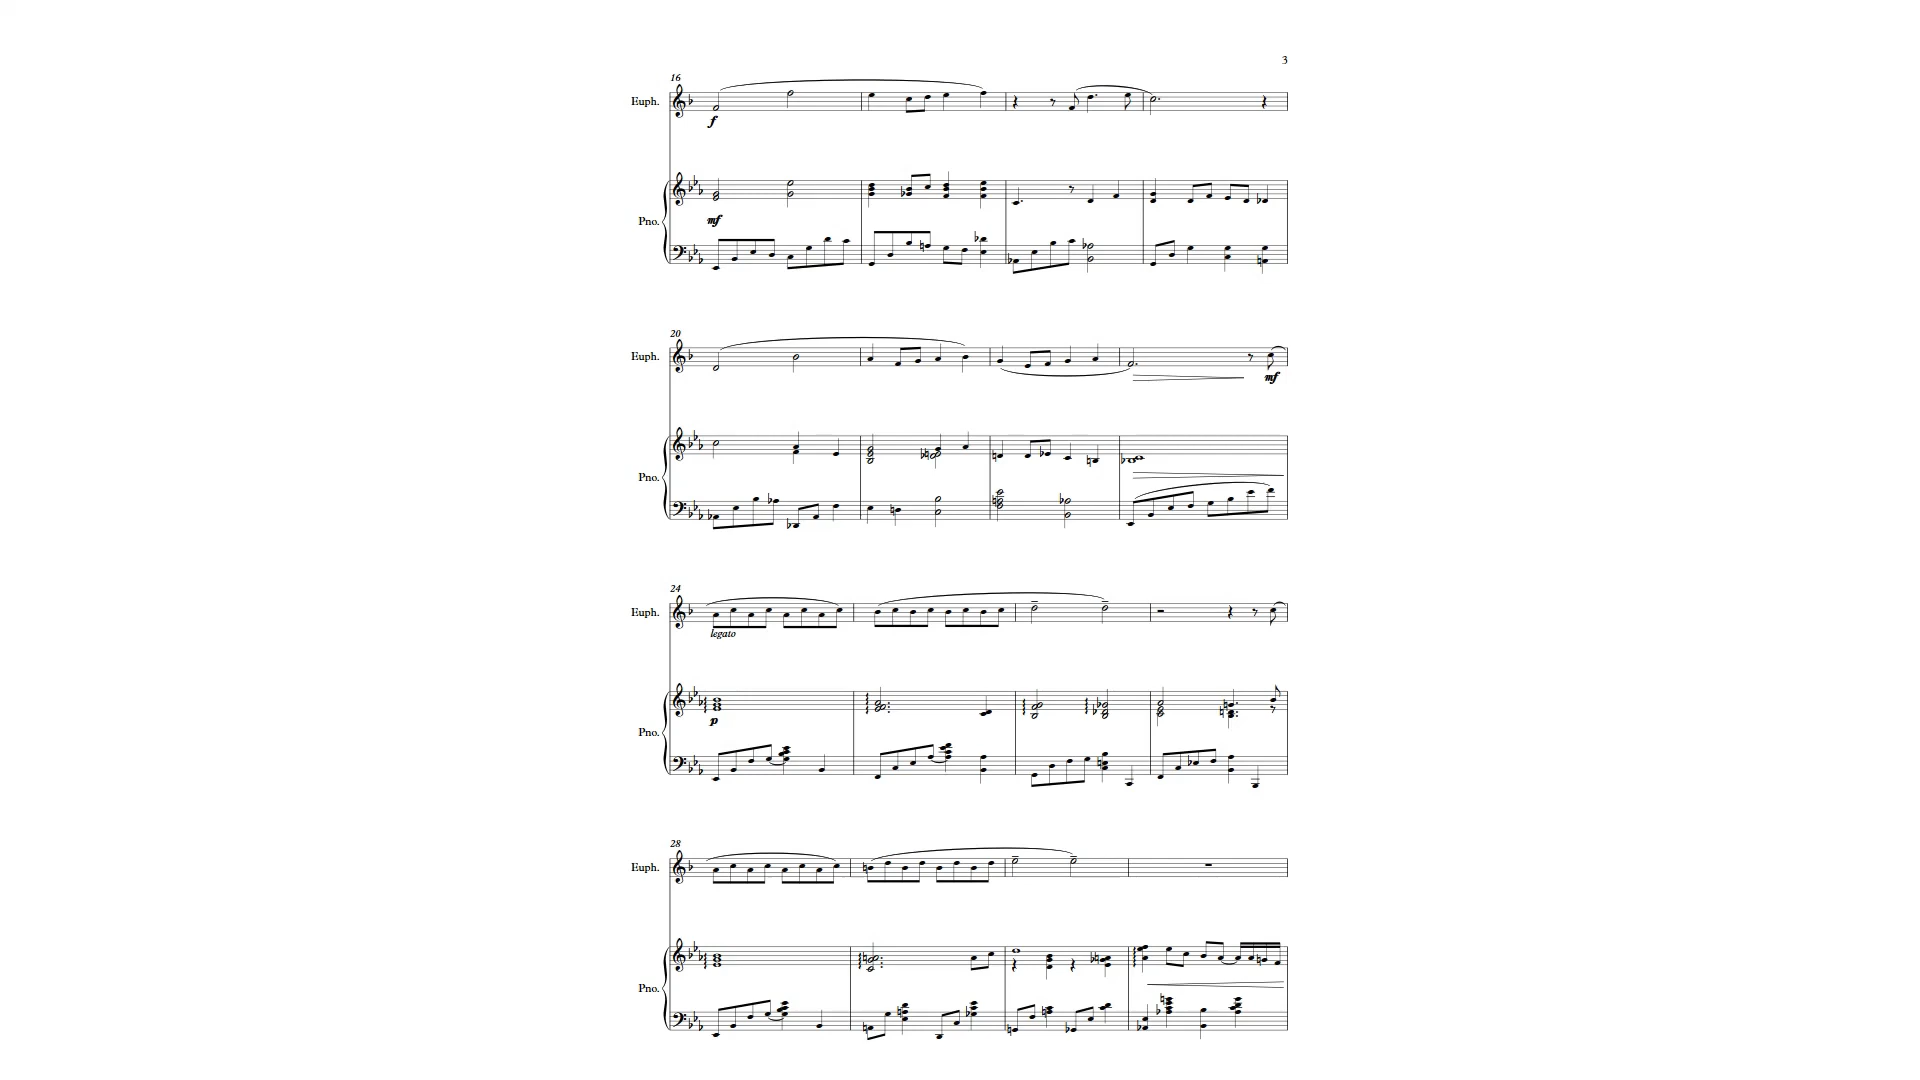 3
16
Euph.
f
Pno.
mf
20
Euph.
mf
Pno.
24
Euph.
legato
p
Pno.
28
Euph.
Pno.